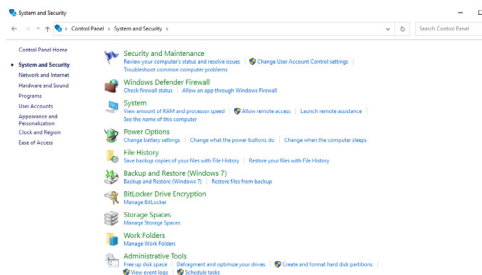 System and Security
Control Panel > System and Security >
Search Control Panel
Control Panel Home
System and Security
Network and Internet
Hardware and Sound
Programs
User Accounts
Appearance and
Personalization
Clock and Region
Ease of Access
Security and Maintenance
Review your computer's status and resolve issues | Change User Account Control settings |
Troubleshoot common computer problems
Windows Defender Firewall
Check firewall status | Allow an app through Windows Firewall
System
View amount of RAM and processor speed | Allow remote access | Launch remote assistance |
See the name of this computer
Power Options
Change battery settings | Change what the power buttons do | Change when the computer sleeps
File History
Save backup copies of your files with File History | Restore your files with File History
Backup and Restore (Windows 7)
Backup and Restore (Windows 7) | Restore files from backup
BitLocker Drive Encryption
Manage BitLocker
Storage Spaces
Manage Storage Spaces
Work Folders
Manage Work Folders
Administrative Tools
Free up disk space | Defragment and optimize your drives | Create and format hard disk partitions |
View event logs | Schedule tasks